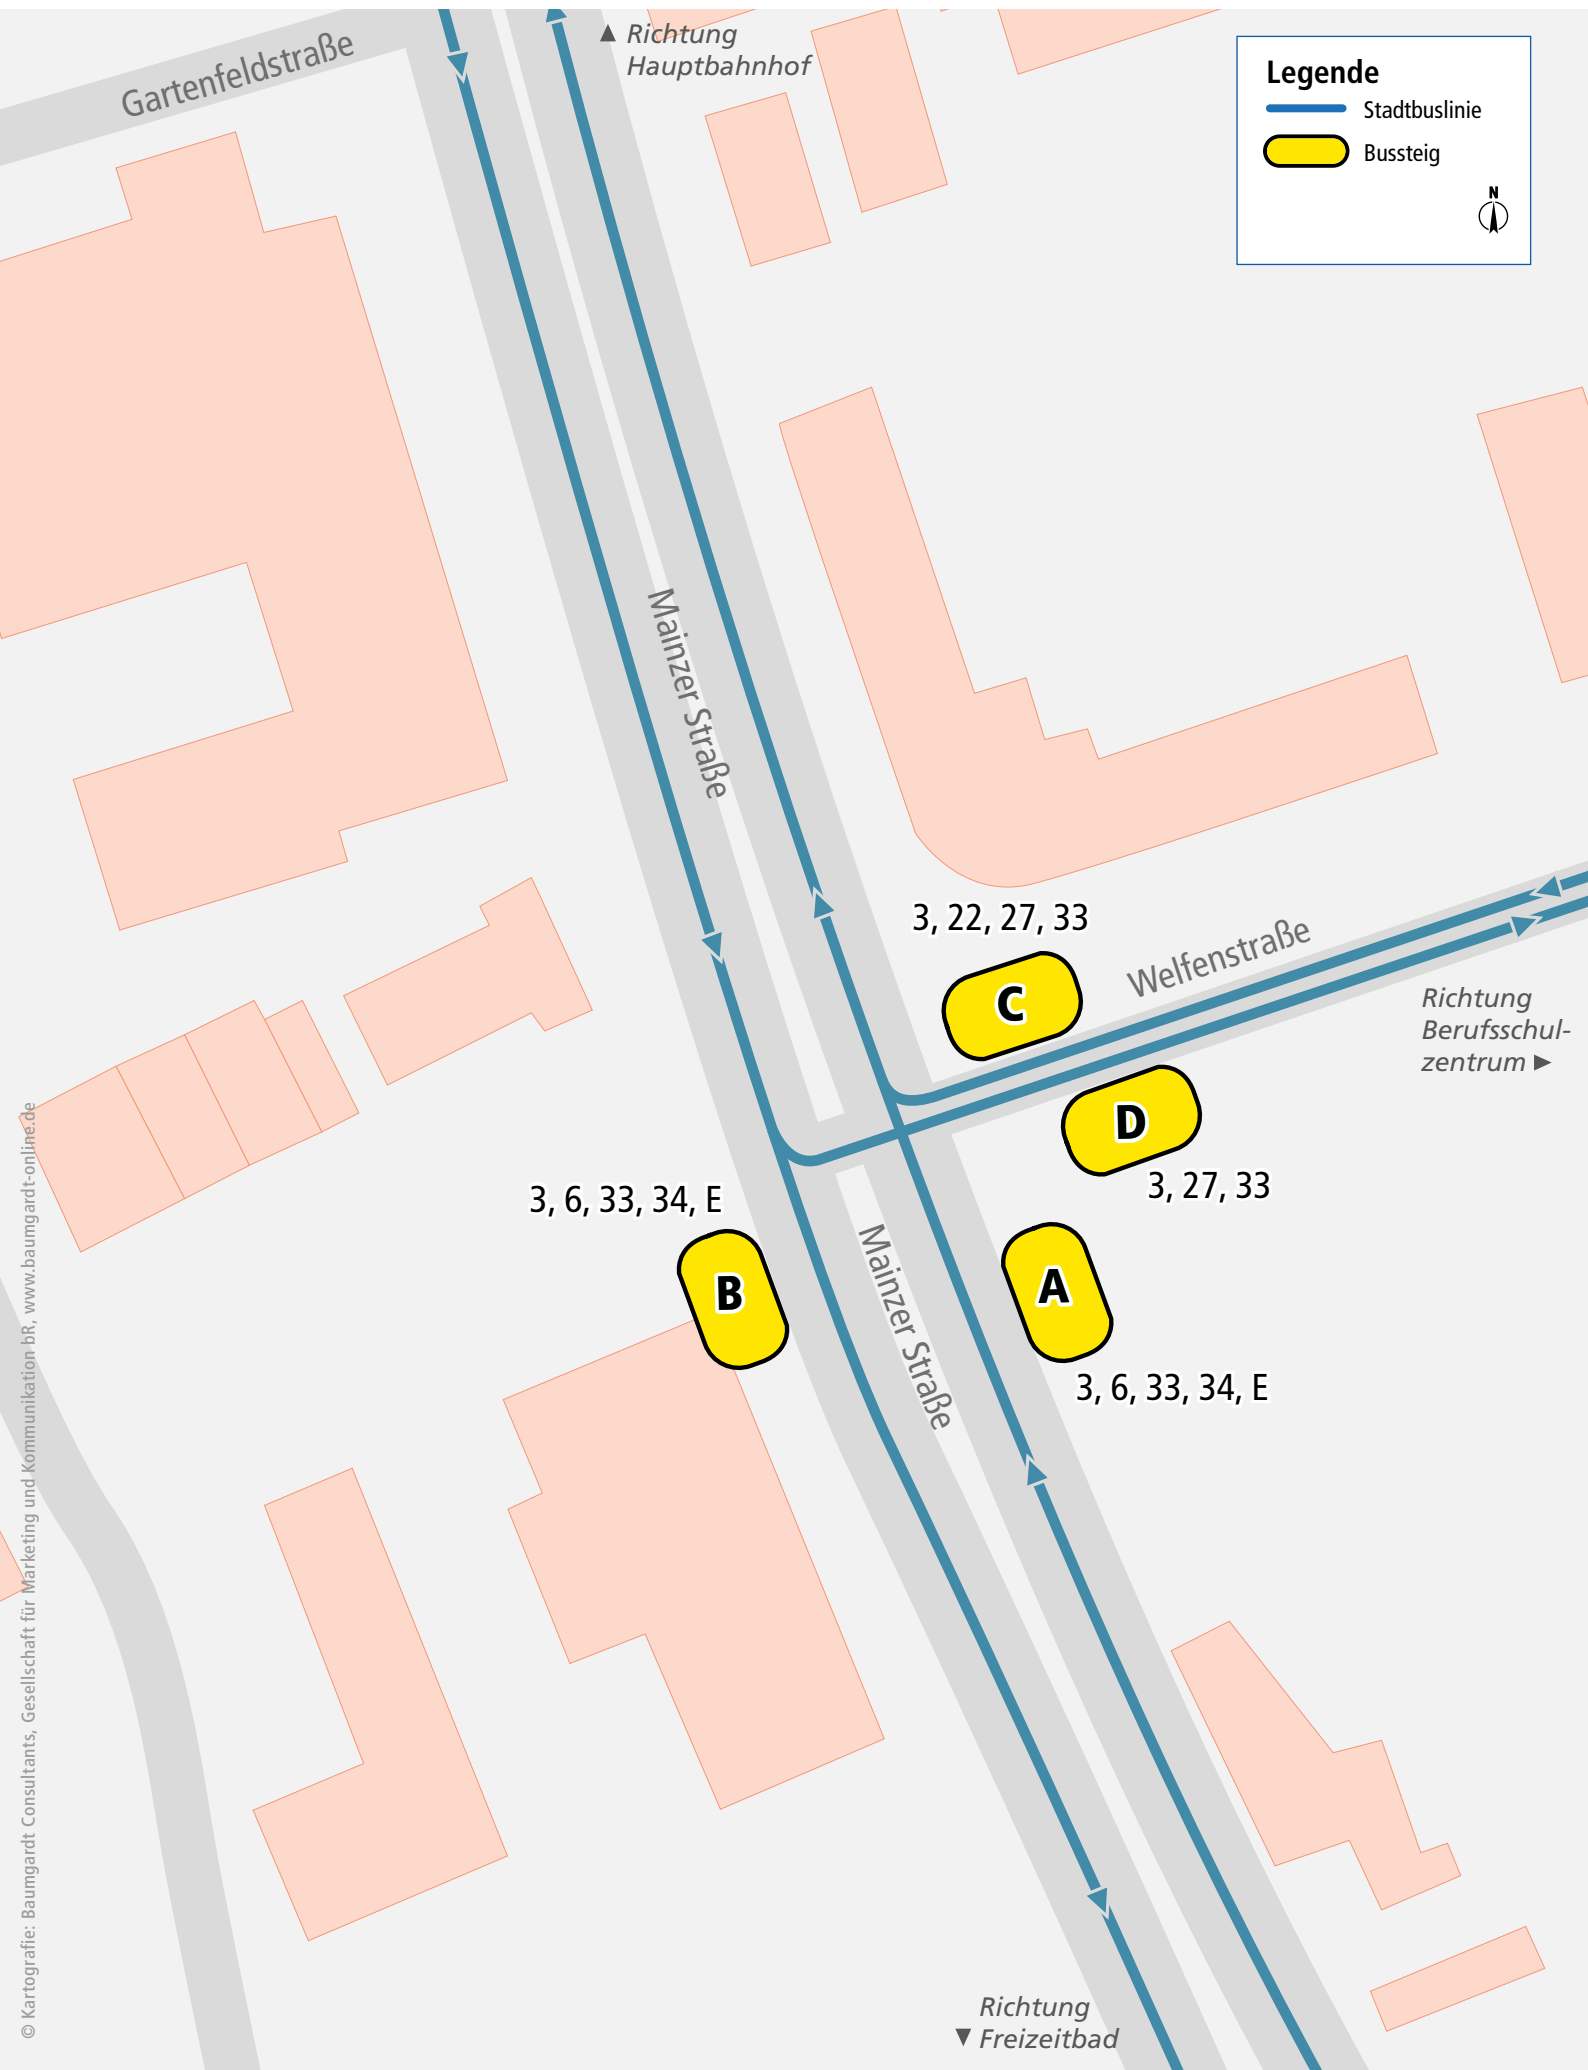 Gartenfeldstraße
▲ Richtung
Hauptbahnhof
Legende
Stadtbuslinie
Bussteig
N
Mainzer Straße
3, 22, 27, 33
C
Welfenstraße
Richtung
Berufsschul-
zentrum ►
D
3, 27, 33
3, 6, 33, 34, E
B
Mainzer Straße
A
3, 6, 33, 34, E
Richtung
▼ Freizeitbad
© Kartografie: Baumgardt Consultants, Gesellschaft für Marketing und Kommunikation bR, www.baumgardt-online.de